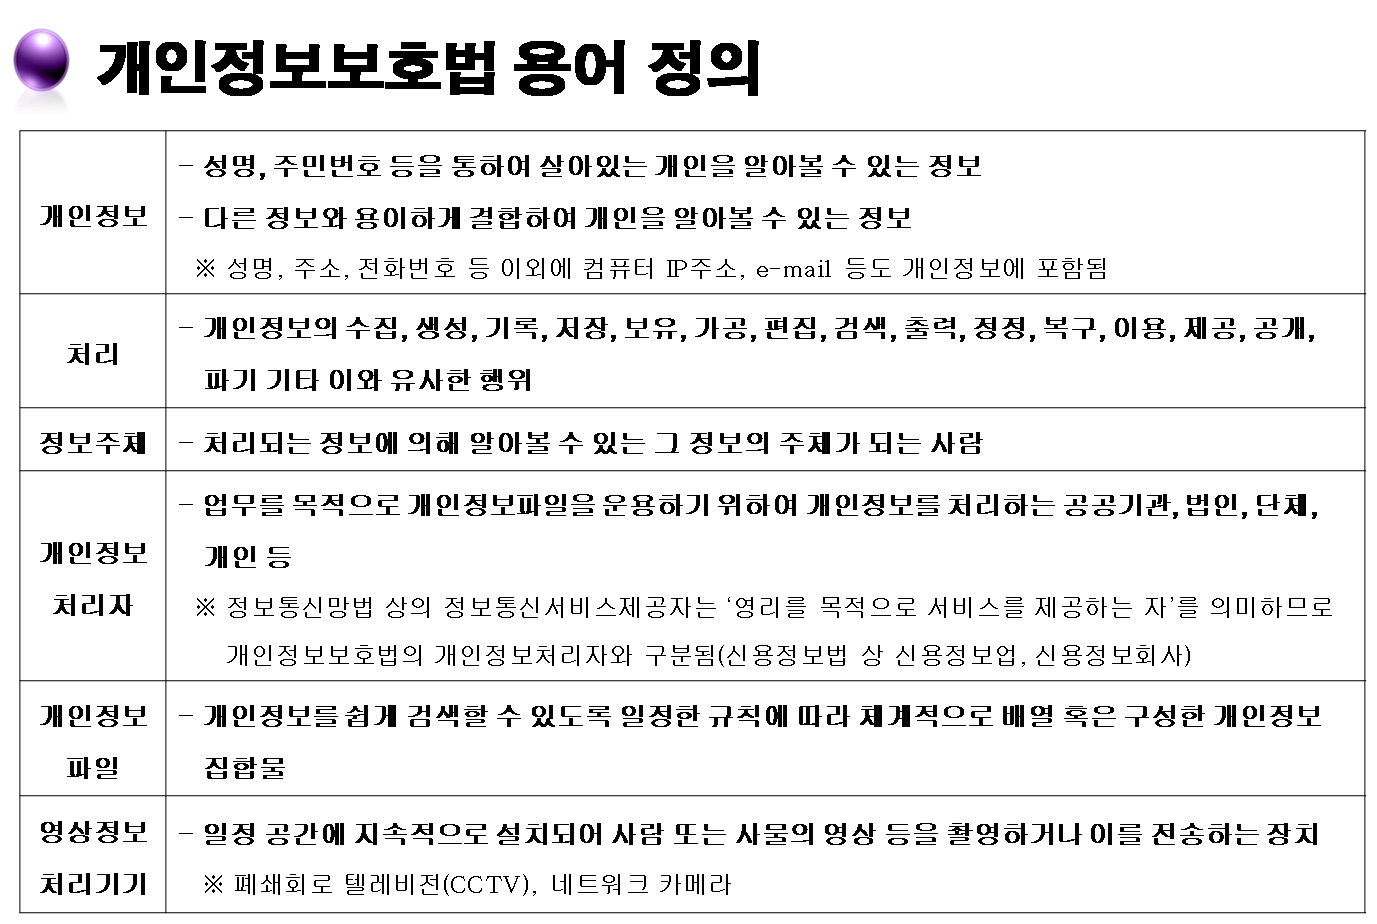 개인정보보호법 용어 정의
개인정보
- 성명, 주민번호 등을 통하여 살아있는 개인을 알아볼 수 있는 정보
- 다른 정보와 용이하게 결합하여 개인을 알아볼 수 있는 정보
※ 성명, 주소, 전화번호 등 이외에 컴퓨터 IP주소, e-mail 등도 개인정보에 포함됨
처리
- 개인정보의 수집, 생성, 기록, 저장, 보유, 가공, 편집, 검색, 출력, 정정, 복구, 이용, 제공, 공개,
파기 기타 이와 유사한 행위
정보주체
- 처리되는 정보에 의해 알아볼 수 있는 그 정보의 주체가 되는 사람
개인정보
처리자
- 업무를 목적으로 개인정보파일을 운용하기 위하여 개인정보를 처리하는 공공기관, 법인, 단체,
개인 등
※ 정보통신망법 상의 정보통신서비스제공자는 ‘영리를 목적으로 서비스를 제공하는 자’를 의미하므로
개인정보보호법의 개인정보처리자와 구분됨(신용정보법 상 신용정보업, 신용정보회사)
개인정보
파일
- 개인정보를 쉽게 검색할 수 있도록 일정한 규칙에 따라 체계적으로 배열 혹은 구성한 개인정보
집합물
영상정보
처리기기
- 일정 공간에 지속적으로 설치되어 사람 또는 사물의 영상 등을 촬영하거나 이를 전송하는 장치
※ 폐쇄회로 텔레비전(CCTV), 네트워크 카메라